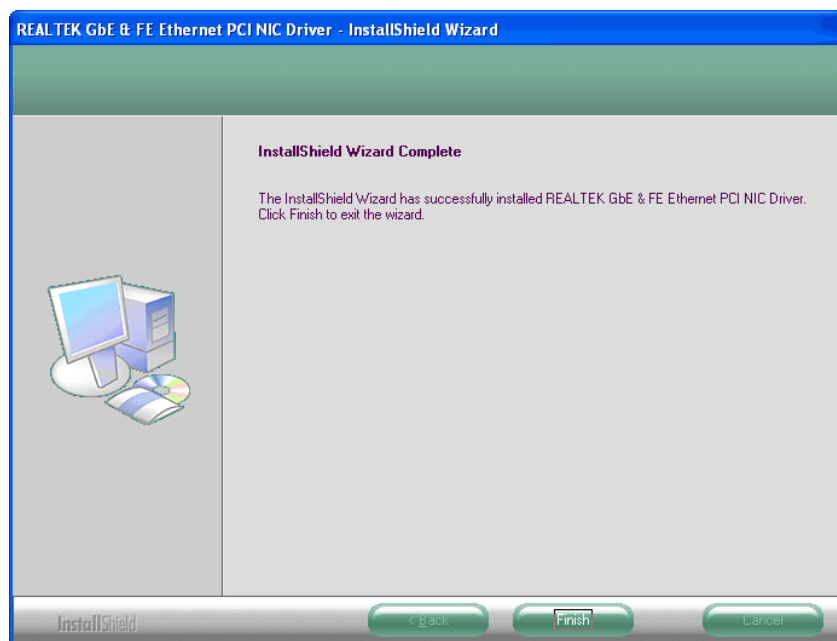 REALTEK GbE & FE Ethernet PCI NIC Driver - InstallShield Wizard
InstallShield Wizard Complete
The InstallShield Wizard has successfully installed REALTEK GbE & FE Ethernet PCI NIC Driver.
Click Finish to exit the wizard.
InstallShield
< Back
Finish
Cancel